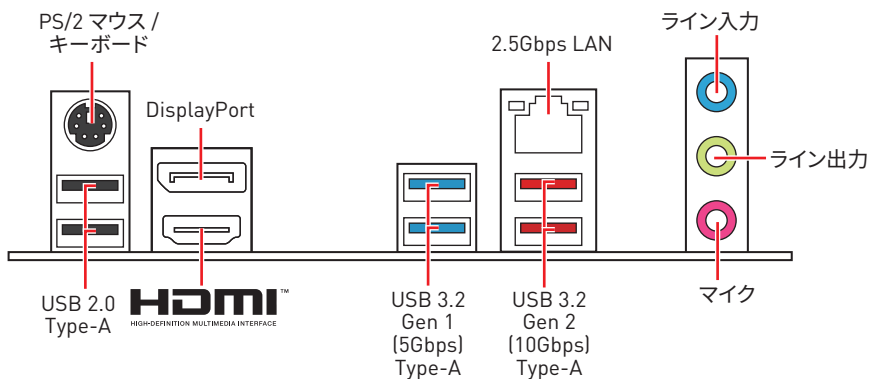 PS/2 マウス /
キーボード
DisplayPort
2.5Gbps LAN
ライン入力
ライン出力
マイク
USB 2.0
Type-A
HDMI™
HIGH-DEFINITION MULTIMEDIA INTERFACE
USB 3.2
Gen 1
(5Gbps)
Type-A
USB 3.2
Gen 2
(10Gbps)
Type-A